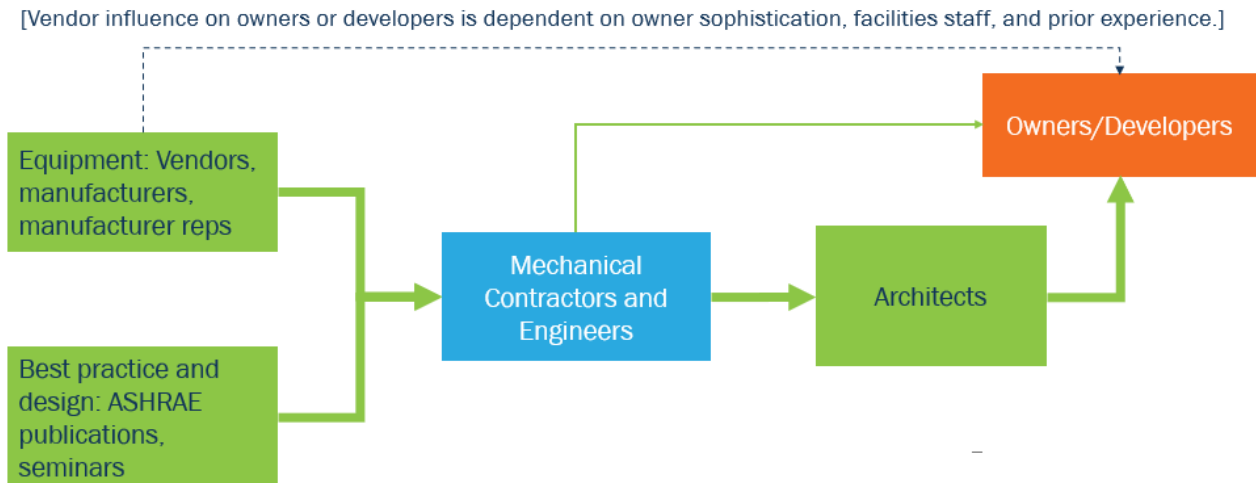 [Vendor influence on owners or developers is dependent on owner sophistication, facilities staff, and prior experience.]
Owners/Developers
Equipment: Vendors,
manufacturers,
manufacturer reps
Mechanical
Contractors and
Engineers
Architects
Best practice and
design: ASHRAE
publications,
seminars